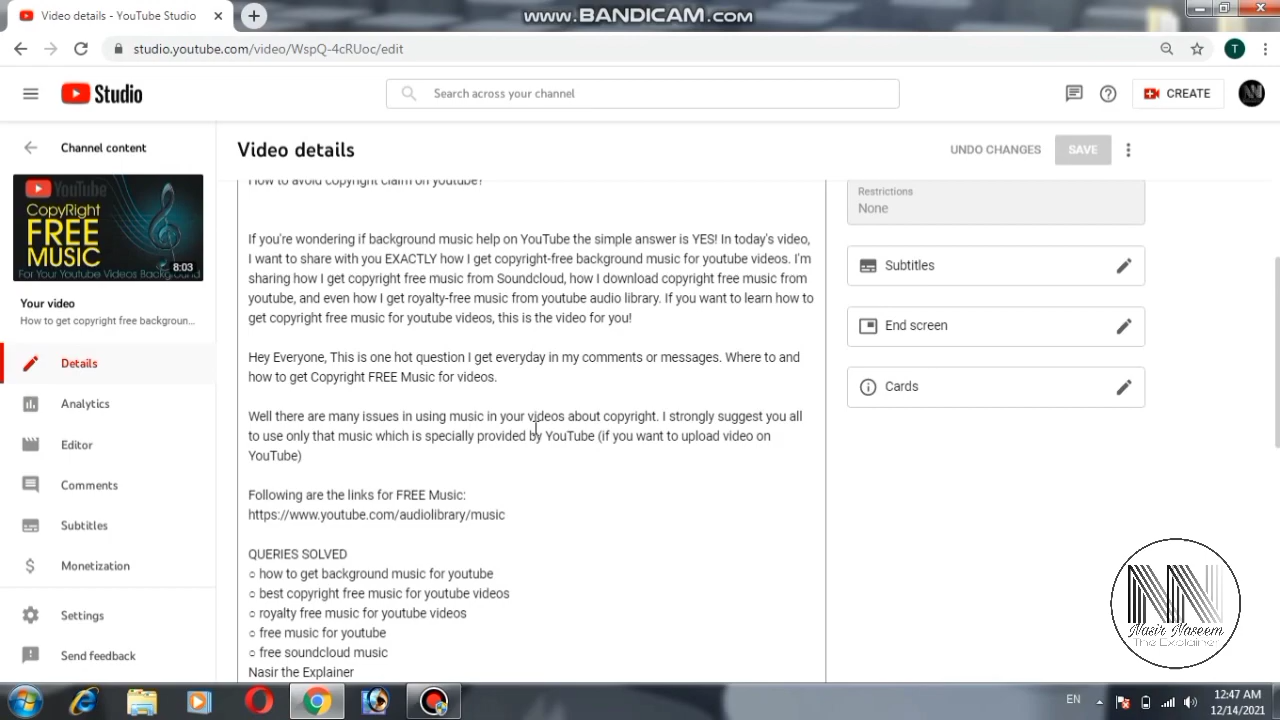 Video details - YouTube Studio
www.BANDICAM.com
studio.youtube.com/video/WspQ-4cRUoc/edit
T
Studio
Search across your channel
CREATE
Channel content
Video details
UNDO CHANGES
SAVE
YouTube
CopyRight
FREE
MUSIC
For Your Youtube Videos Background
8:03
Your video
How to get copyright free backgroun...
Details
Analytics
Editor
Comments
Subtitles
Monetization
Settings
Send feedback
How to avoid copyright claim on youtube?
If you're wondering if background music help on YouTube the simple answer is YES! In today's video,
I want to share with you EXACTLY how I get copyright-free background music for youtube videos. I'm
sharing how I get copyright free music from Soundcloud, how I download copyright free music from
youtube, and even how I get royalty-free music from youtube audio library. If you want to learn how to
get copyright free music for youtube videos, this is the video for you!
Hey Everyone, This is one hot question I get everyday in my comments or messages. Where to and
how to get Copyright FREE Music for videos.
Well there are many issues in using music in your videos about copyright. I strongly suggest you all
to use only that music which is specially provided by YouTube (if you want to upload video on
YouTube)
Following are the links for FREE Music:
https://www.youtube.com/audiolibrary/music
QUERIES SOLVED
○ how to get background music for youtube
○ best copyright free music for youtube videos
○ royalty free music for youtube videos
○ free music for youtube
○ free soundcloud music
Nasir the Explainer
Restrictions
None
Subtitles
End screen
Cards
Nasir Naseem
The Explainer
EN
12:47 AM
12/14/2021